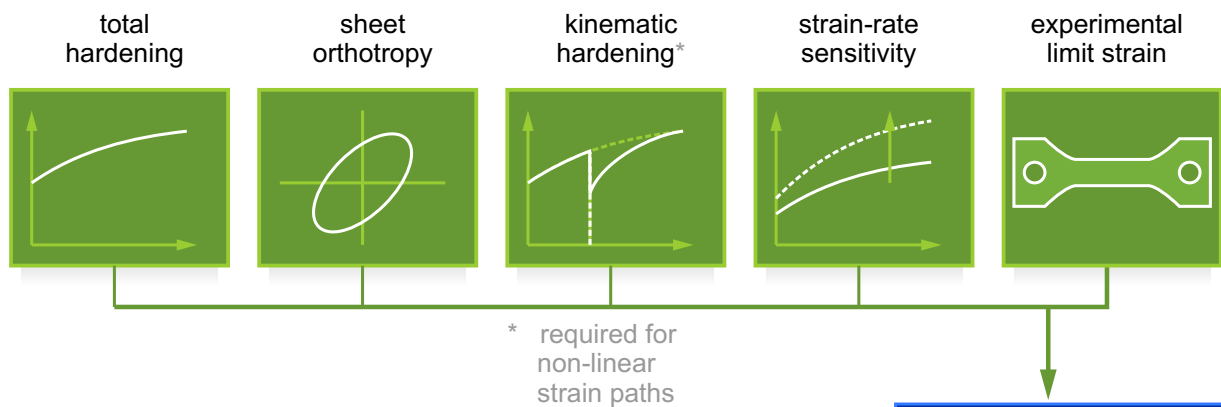 total
hardening
sheet
orthotropy
kinematic
hardening*
strain-rate
sensitivity
experimental
limit strain
* required for
non-linear
strain paths